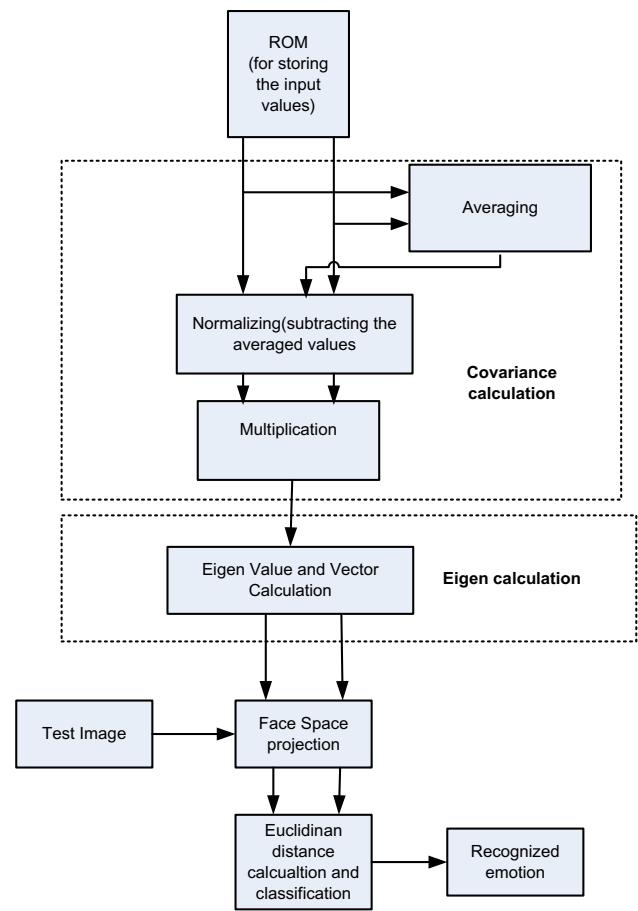 ROM
(for storing
the input
values)
Averaging
Normalizing(subtracting the
averaged values
Covariance
calculation
Multiplication
Eigen Value and Vector
Calculation
Eigen calculation
Test Image
Face Space
projection
Euclidinan
distance
calcualtion and
classification
Recognized
emotion